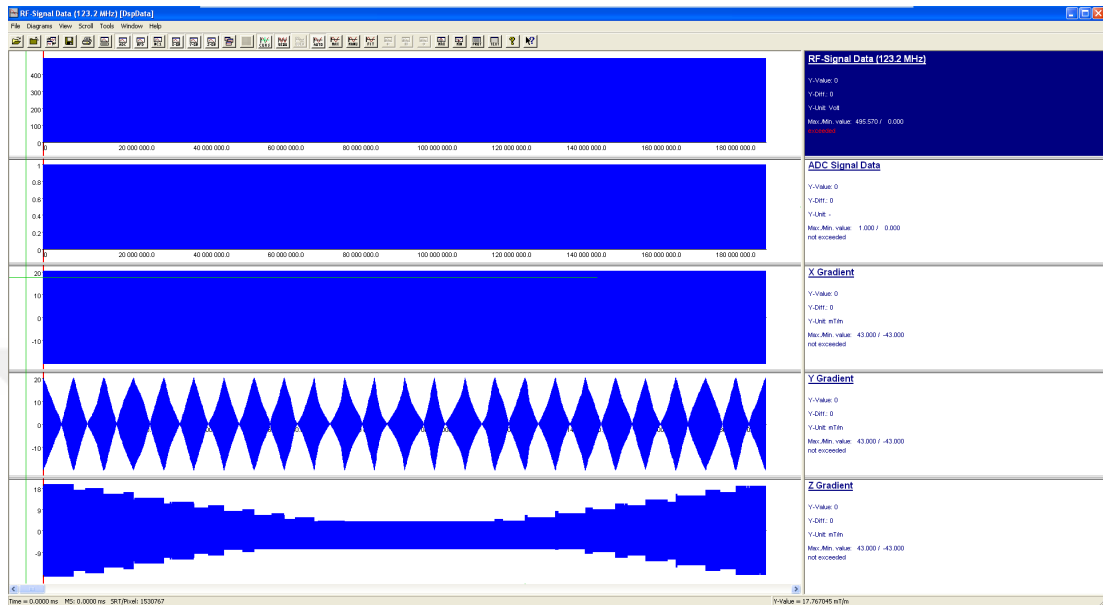 RF-Signal Data (123.2 MHz) [DspData]
File Diagrams View Scroll Tools Window Help
RF-Signal Data (123.2 MHz)
Y-Value: 0
Y-Diff.: 0
Y-Unit: Volt
Max./Min. value: 495.570 / 0.000
exceeded
400
300
200
100
0
0 20 000 000.0 40 000 000.0 60 000 000.0 80 000 000.0 100 000 000.0 120 000 000.0 140 000 000.0 160 000 000.0 180 000 000.0
ADC Signal Data
Y-Value: 0
Y-Diff.: 0
Y-Unit: -
Max./Min. value: 1.000 / 0.000
not exceeded
1
0.8
0.6
0.4
0.2
0
0 20 000 000.0 40 000 000.0 60 000 000.0 80 000 000.0 100 000 000.0 120 000 000.0 140 000 000.0 160 000 000.0 180 000 000.0
X Gradient
Y-Value: 0
Y-Diff.: 0
Y-Unit: mT/m
Max./Min. value: 43.000 / -43.000
not exceeded
20
10
0
-10
Y Gradient
Y-Value: 0
Y-Diff.: 0
Y-Unit: mT/m
Max./Min. value: 43.000 / -43.000
not exceeded
20
10
0
-10
Z Gradient
Y-Value: 0
Y-Diff.: 0
Y-Unit: mT/m
Max./Min. value: 43.000 / -43.000
not exceeded
18
9
0
-9
Time = 0.0000 ms MS: 0.0000 ms SRT/Pixel: 1530767
Y-Value = 17.767045 mT/m